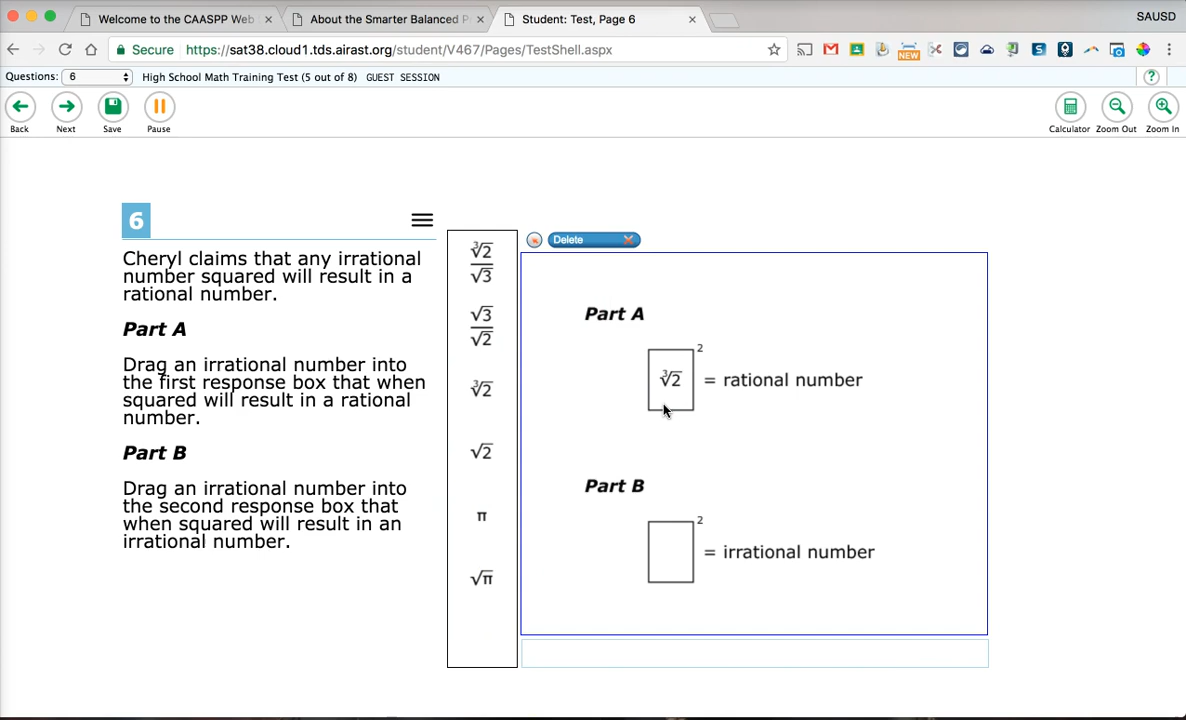 Welcome to the CAASPP Web
About the Smarter Balanced P
Student: Test, Page 6
SAUSD
Secure
https://sat38.cloud1.tds.airast.org/student/V467/Pages/TestShell.aspx
NEW
Questions: 6
High School Math Training Test (5 out of 8) GUEST SESSION
Back
Next
Save
Pause
Calculator
Zoom Out
Zoom In
6
Cheryl claims that any irrational
number squared will result in a
rational number.
Part A
Drag an irrational number into
the first response box that when
squared will result in a rational
number.
Part B
Drag an irrational number into
the second response box that
when squared will result in an
irrational number.
∛2
√3
√3
√2
∛2
√2
π
√π
Delete
Part A
∛2 2 = rational number
Part B
2 = irrational number